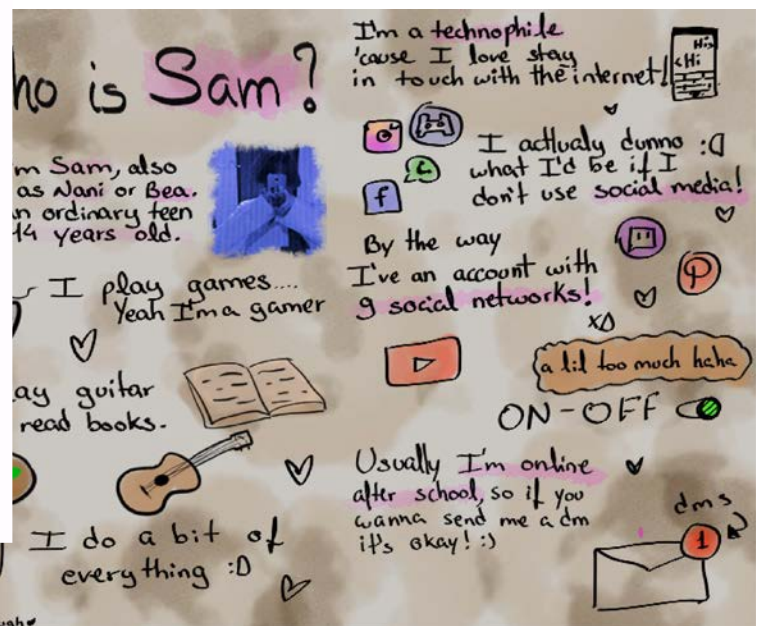 ho is Sam?
m Sam, also
as Nani or Bea.
n ordinary teen
14 years old.
I play games....
Yeah I'm a gamer
ay guitar
read books.
I do a bit of
everything :D
ugh
I'm a technophile
'cause I love stay
in touch with the internet!
His
<Hi
I actlualy dunno :D
what I'd be if I
don't use social media!
By the way
I've an account with
9 social networks!
XD
a lil too much haha
ON-OFF
Usually I'm online
after school, so if you
wanna send me a dm
it's okay! :)
dms
1